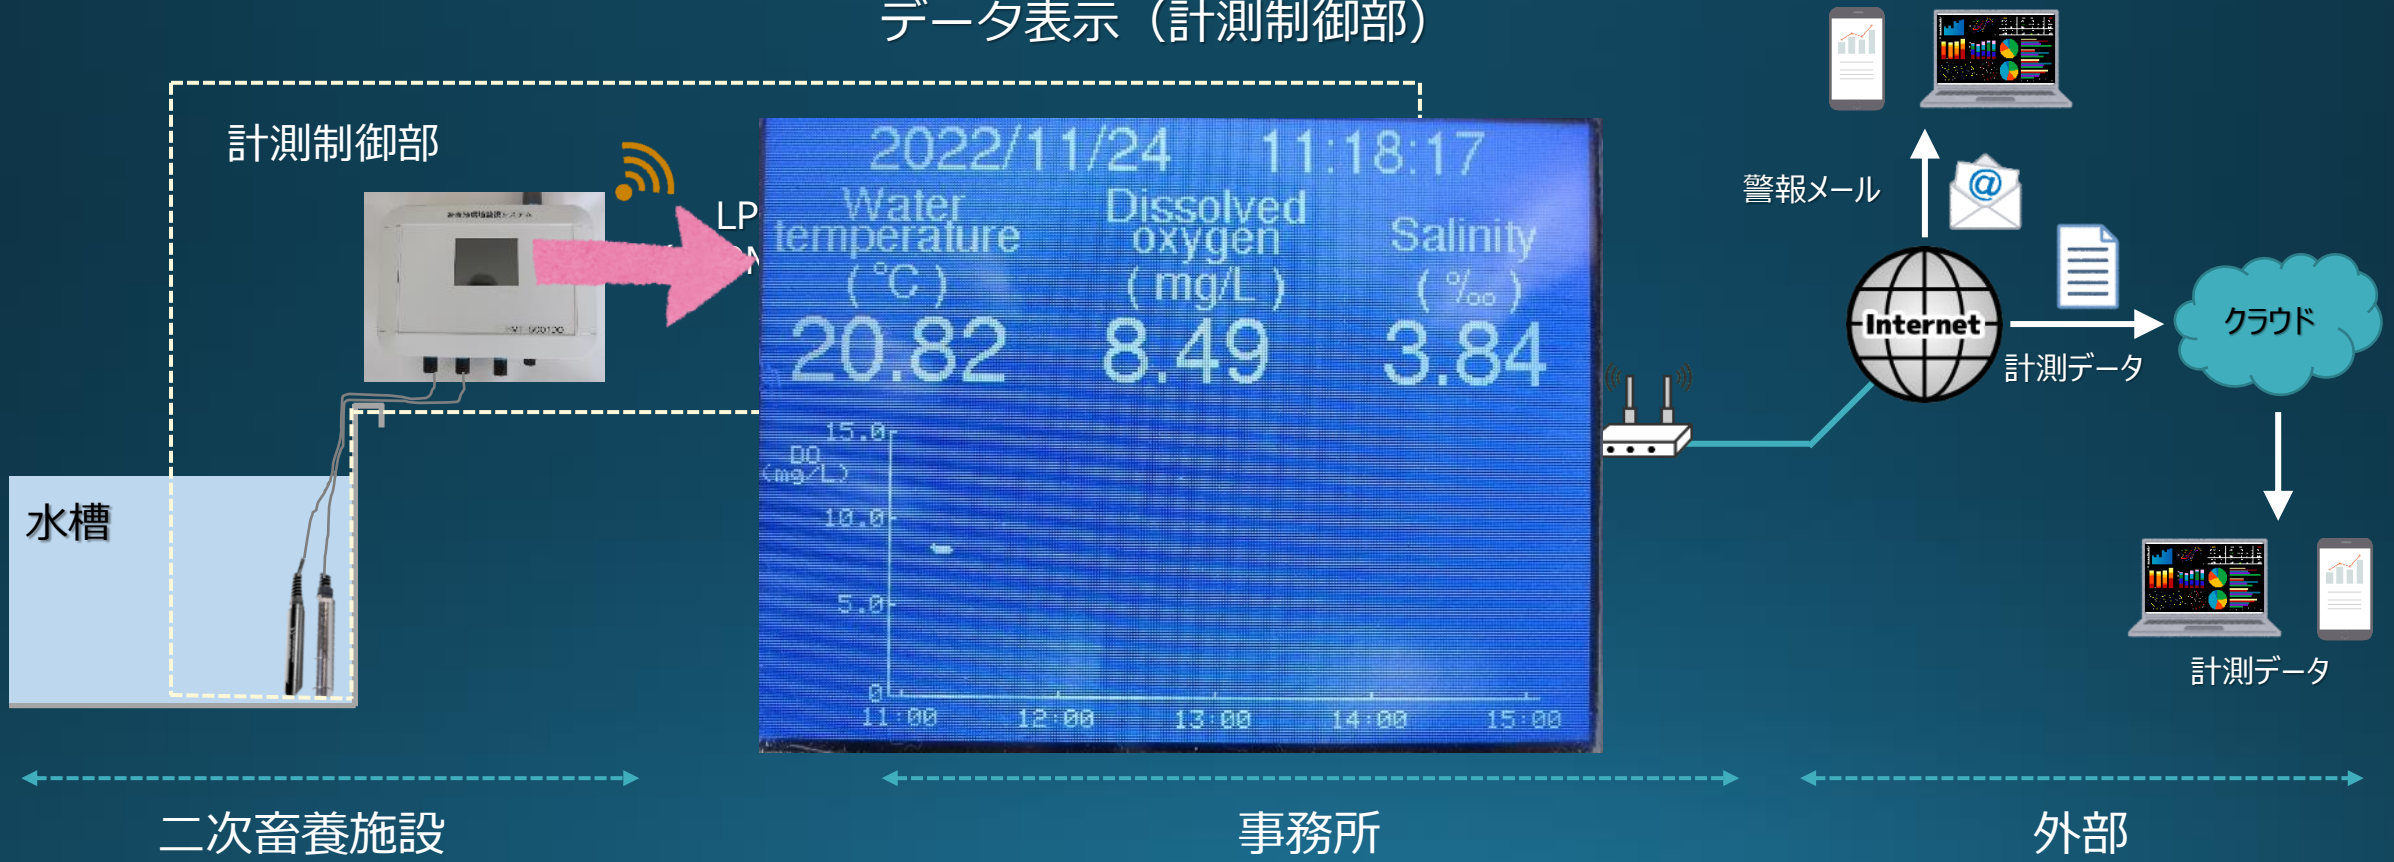 データ表示（計測制御部）
計測制御部
LP
2022/11/24 11:18:17
Water temperature (℃)
Dissolved oxygen (mg/L)
Salinity (‰)
20.82 8.49 3.84
DO (mg/L)
15.0
10.0
5.0
0
11:00 12:00 13:00 14:00 15:00
水槽
警報メール
@
Internet
計測データ
クラウド
計測データ
二次畜養施設
事務所
外部